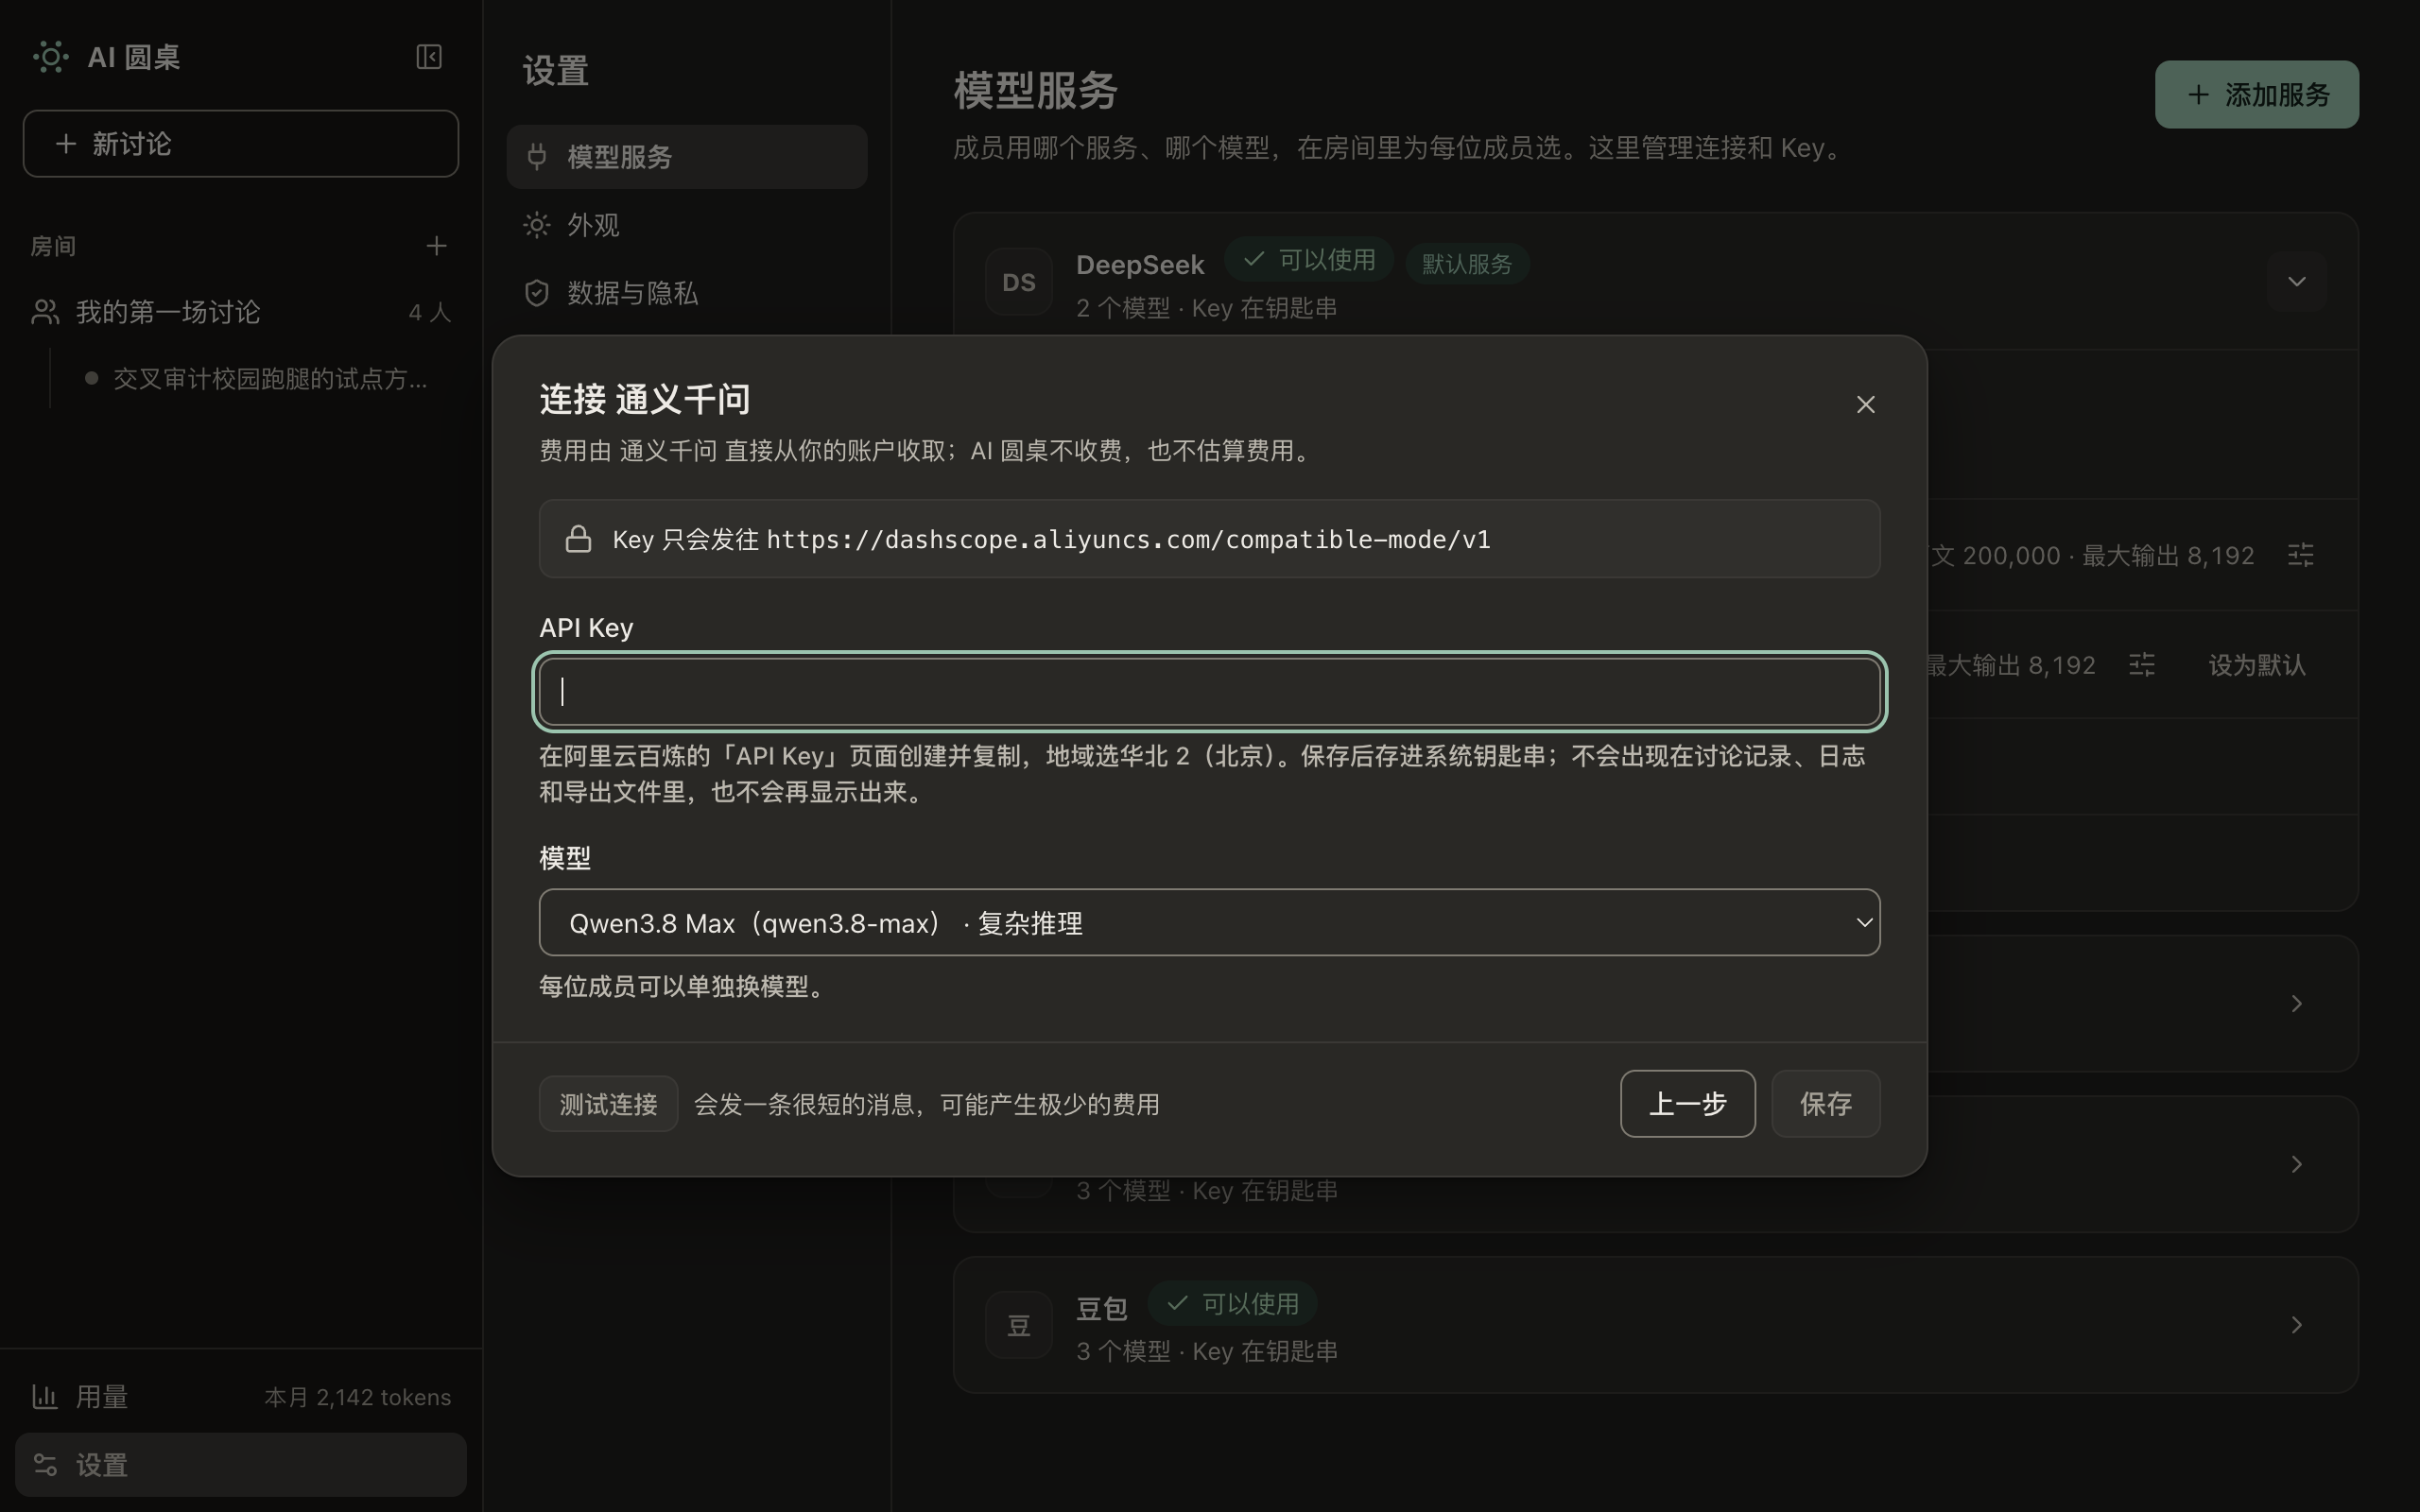 AI 圆桌
新讨论
房间
我的第一场讨论 4 人
交叉审计校园跑腿的试点方...
用量 本月 2,142 tokens
设置
设置
模型服务
外观
数据与隐私
模型服务
添加服务
成员用哪个服务、哪个模型，在房间里为每位成员选。这里管理连接和 Key。
DS
DeepSeek 可以使用 默认服务
2 个模型 · Key 在钥匙串
文 200,000 · 最大输出 8,192
最大输出 8,192 设为默认
连接 通义千问
费用由 通义千问 直接从你的账户收取；AI 圆桌不收费，也不估算费用。
Key 只会发往 https://dashscope.aliyuncs.com/compatible-mode/v1
API Key
在阿里云百炼的「API Key」页面创建并复制，地域选华北 2（北京）。保存后存进系统钥匙串；不会出现在讨论记录、日志
和导出文件里，也不会再显示出来。
模型
Qwen3.8 Max（qwen3.8-max） · 复杂推理
每位成员可以单独换模型。
测试连接 会发一条很短的消息，可能产生极少的费用
上一步 保存
3 个模型 · Key 在钥匙串
豆
豆包 可以使用
3 个模型 · Key 在钥匙串